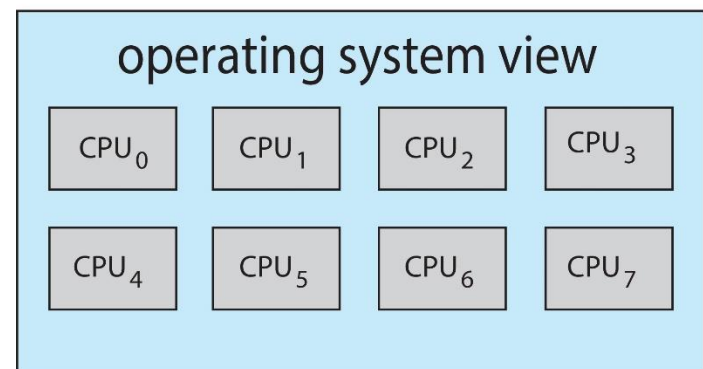 operating system view
CPU₀ CPU₁ CPU₂ CPU₃
CPU₄ CPU₅ CPU₆ CPU₇